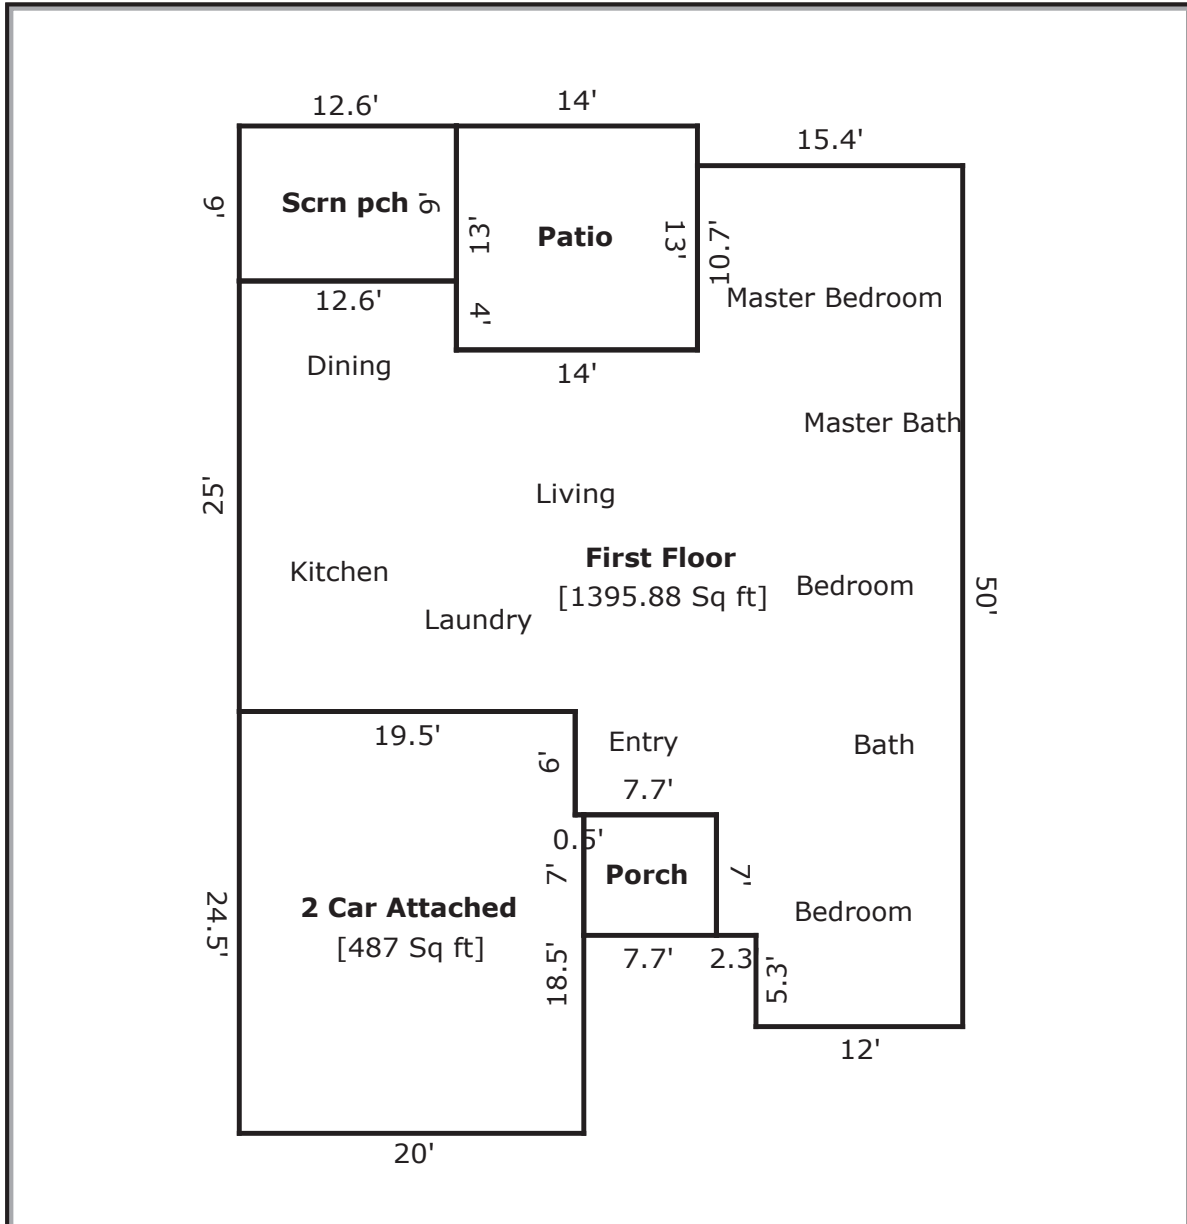 12.6'
14'
15.4'
9'
Scrn pch
9'
13'
Patio
13'
10.7'
Master Bedroom
12.6'
4'
Dining
14'
Master Bath
25'
Living
First Floor
[1395.88 Sq ft]
Kitchen
Bedroom
50'
Laundry
19.5'
6'
Entry
Bath
7.7'
0.5'
7'
Porch
7'
24.5'
2 Car Attached
[487 Sq ft]
Bedroom
18.5'
7.7'
2.3
5.3'
12'
20'